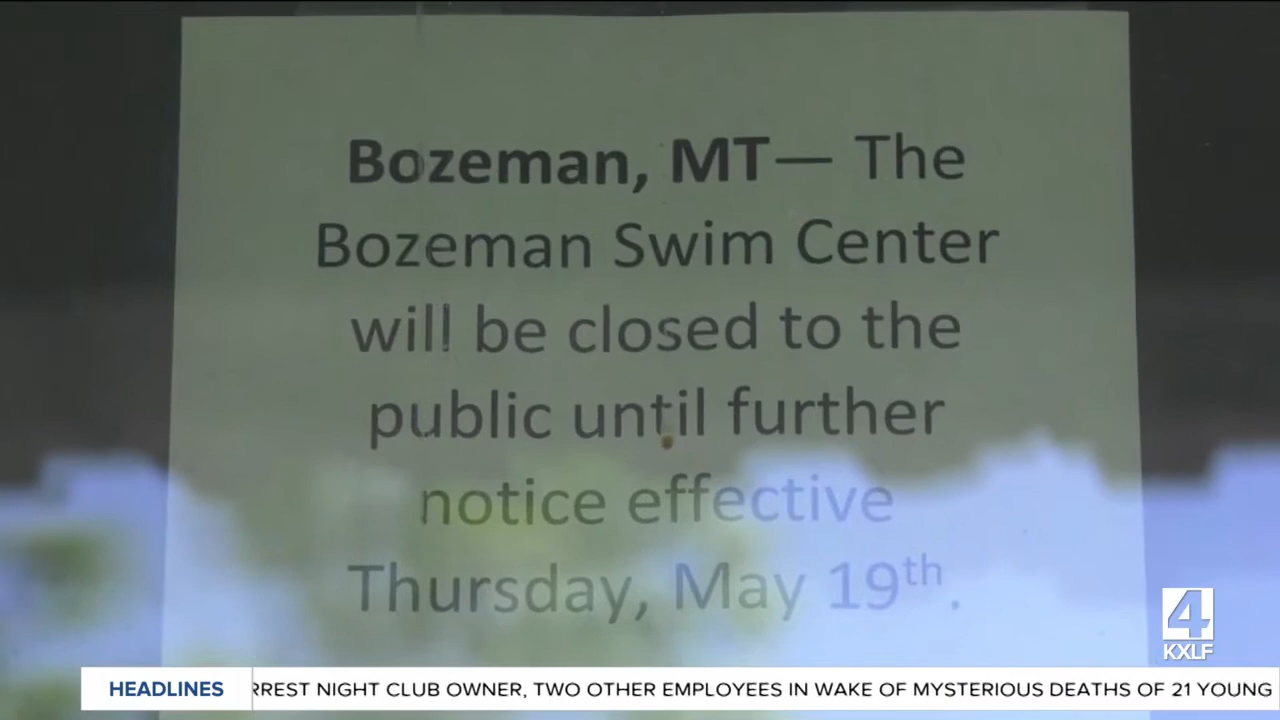 Bozeman, MT— The
Bozeman Swim Center
will be closed to the
public until further
notice effective
Thursday, May 19th.
4
KXLF
HEADLINES
RREST NIGHT CLUB OWNER, TWO OTHER EMPLOYEES IN WAKE OF MYSTERIOUS DEATHS OF 21 YOUNG